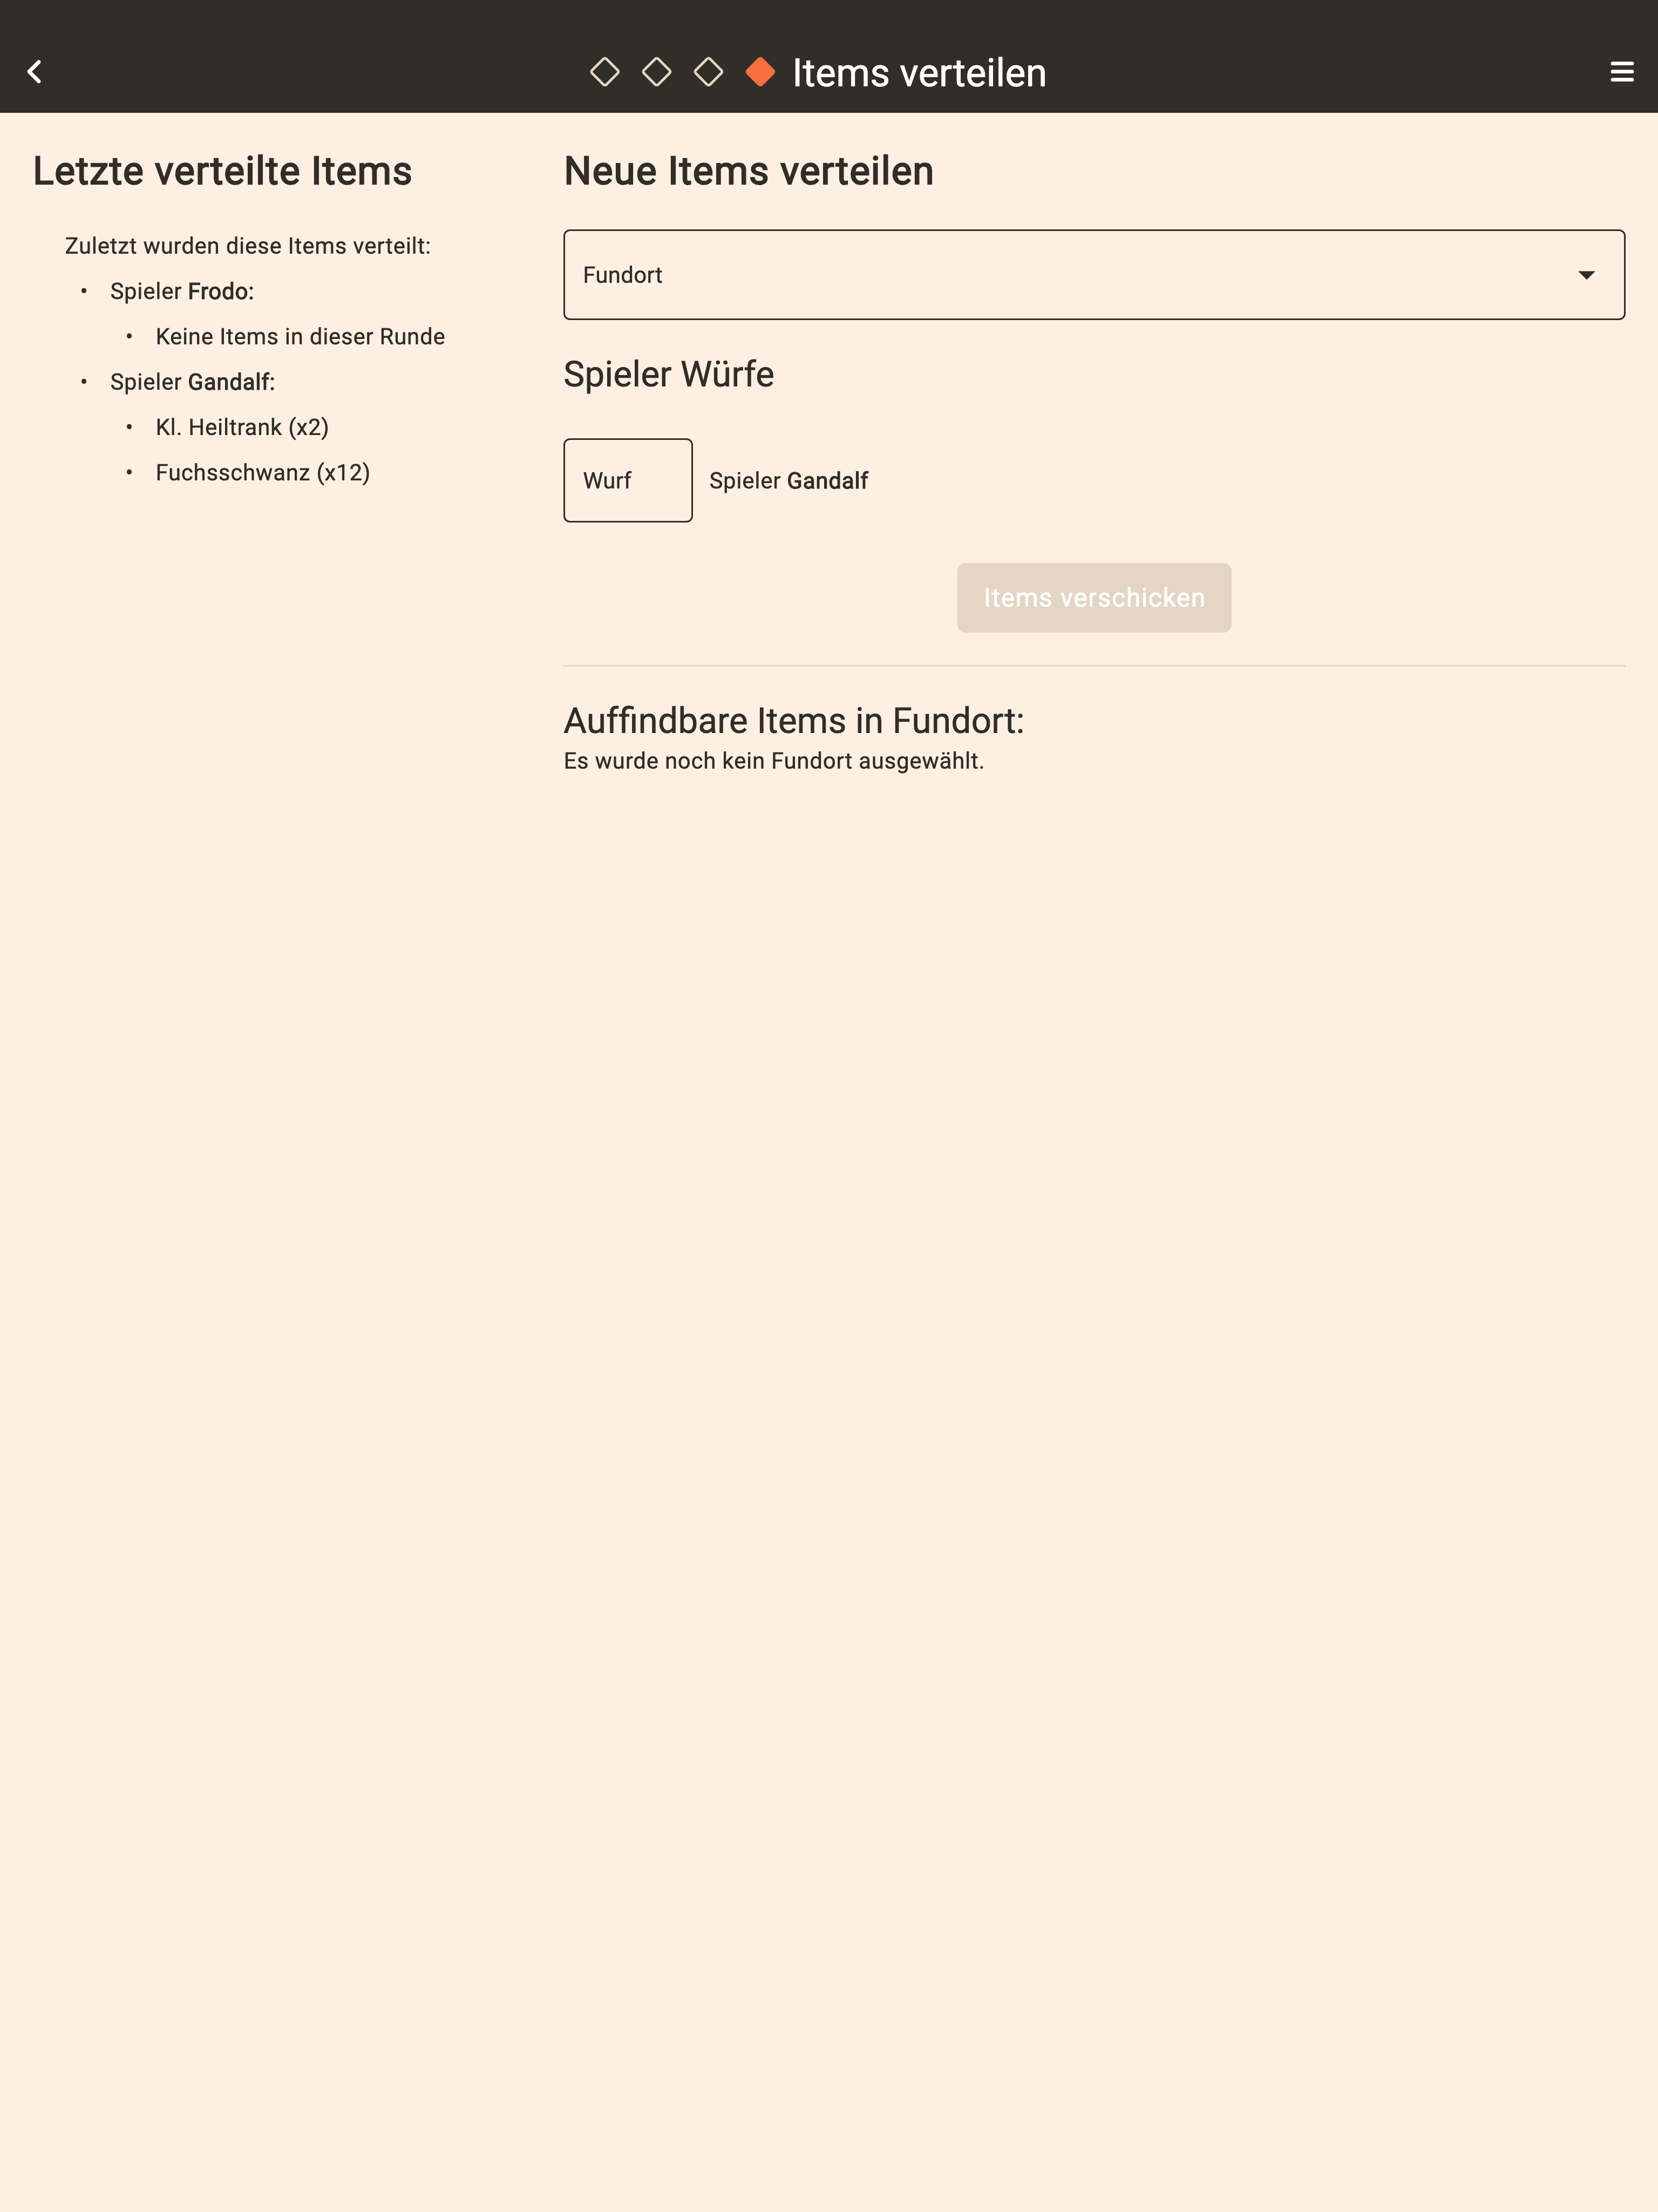 Items verteilen
Letzte verteilte Items
Zuletzt wurden diese Items verteilt:
• Spieler Frodo:
• Keine Items in dieser Runde
• Spieler Gandalf:
• Kl. Heiltrank (x2)
• Fuchsschwanz (x12)
Neue Items verteilen
Fundort
Spieler Würfe
Wurf Spieler Gandalf
Items verschicken
Auffindbare Items in Fundort:
Es wurde noch kein Fundort ausgewählt.